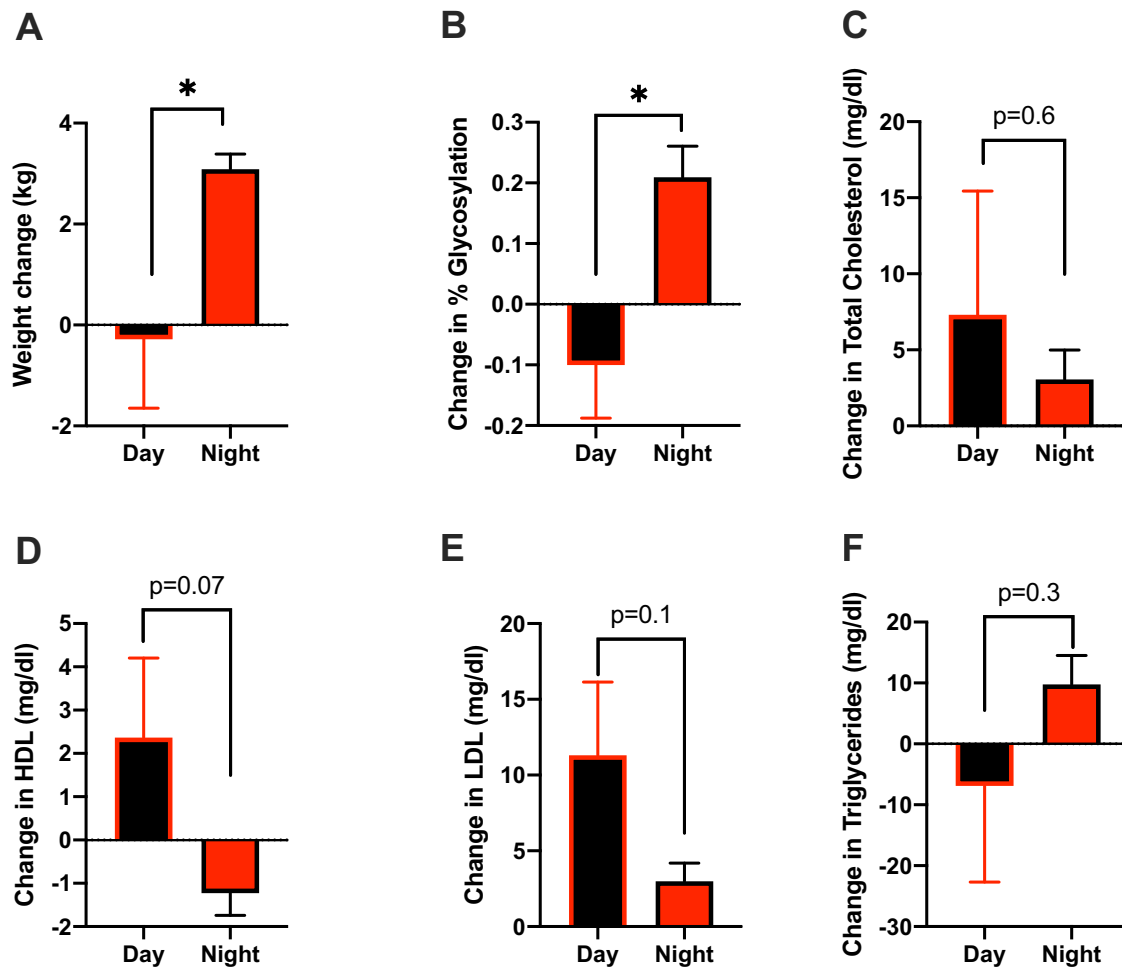 A
*
Weight change (kg)
4
2
0
-2
Day Night
B
*
Change in % Glycosylation
0.3
0.2
0.1
0.0
-0.1
-0.2
Day Night
C
p=0.6
Change in Total Cholesterol (mg/dl)
20
15
10
5
0
Day Night
D
p=0.07
Change in HDL (mg/dl)
5
4
3
2
1
0
-1
-2
Day Night
E
p=0.1
Change in LDL (mg/dl)
20
15
10
5
0
Day Night
F
p=0.3
Change in Triglycerides (mg/dl)
20
10
0
-10
-20
-30
Day Night